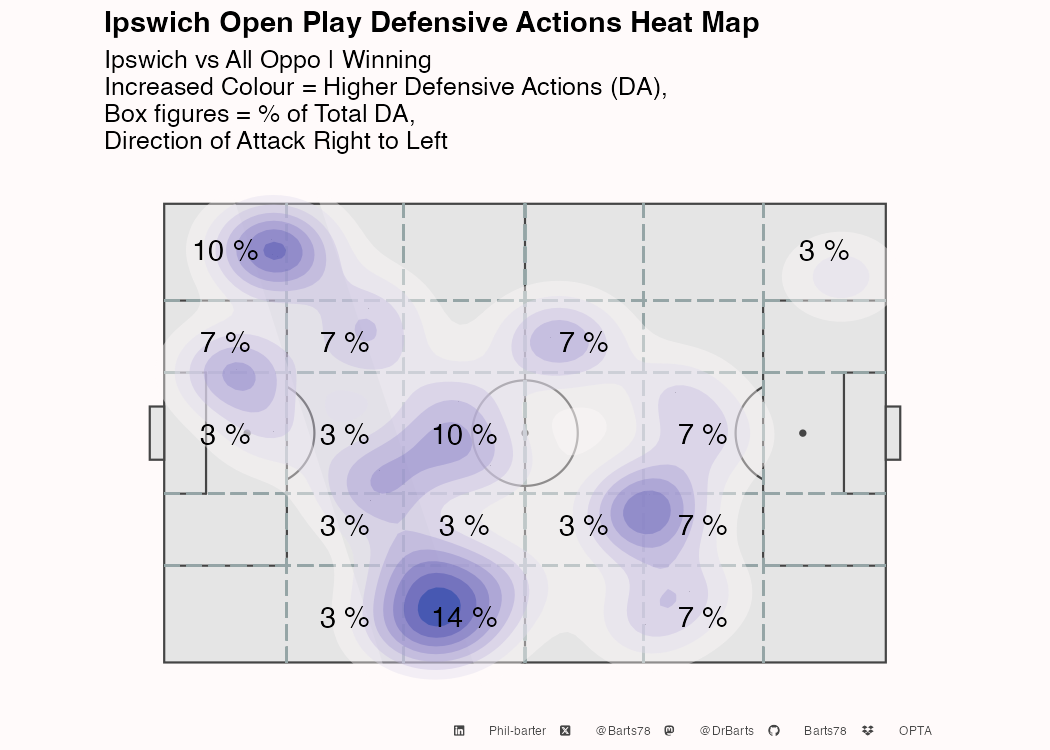 Ipswich Open Play Defensive Actions Heat Map
Ipswich vs All Oppo | Winning
Increased Colour = Higher Defensive Actions (DA),
Box figures = % of Total DA,
Direction of Attack Right to Left
10 % 3 %
7 % 7 % 7 %
3 % 3 % 10 % 7 %
3 % 3 % 3 % 7 %
3 % 14 % 7 %
Phil-barter @Barts78 @DrBarts Barts78 OPTA